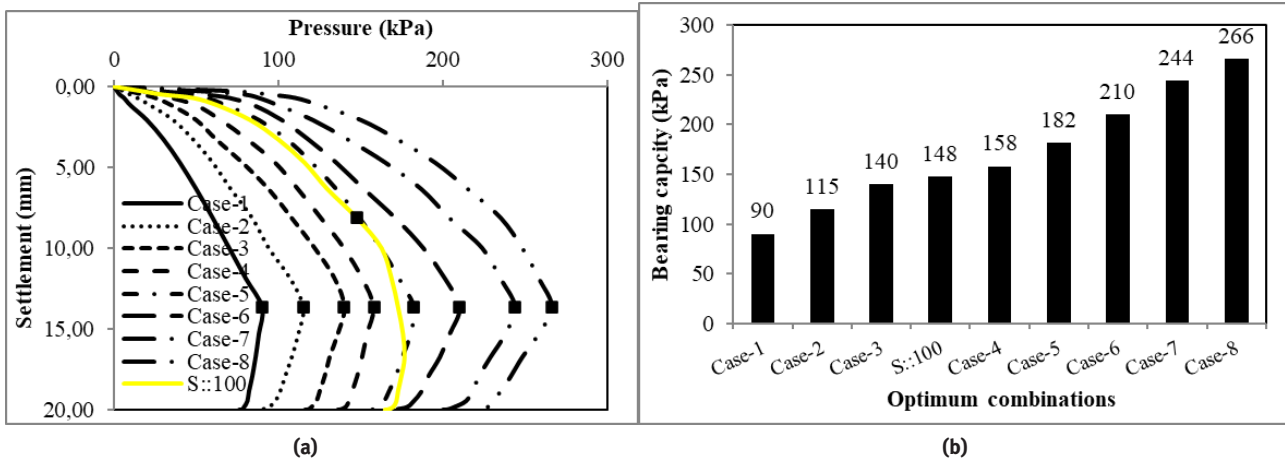 Pressure (kPa)
0 100 200 300
0,00
5,00
10,00
15,00
20,00
Settlement (mm)
Case-1
Case-2
Case-3
Case-4
Case-5
Case-6
Case-7
Case-8
S::100
(a)
Bearing capcity (kPa)
300
250
200
150
100
50
0
90
115
140
148
158
182
210
244
266
Case-1 Case-2 Case-3 S::100 Case-4 Case-5 Case-6 Case-7 Case-8
Optimum combinations
(b)